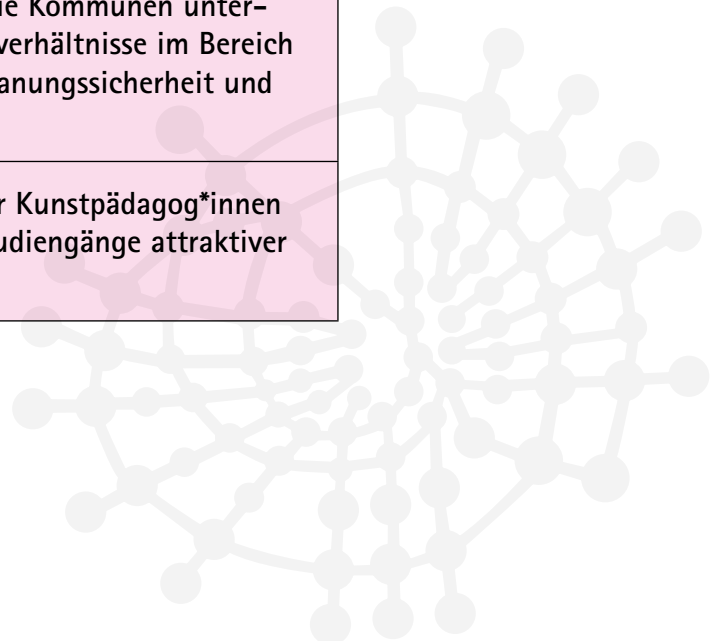 ie Kommunen unter-
verhältnisse im Bereich
anungssicherheit und
r Kunstpädagog*innen
udiengänge attraktiver